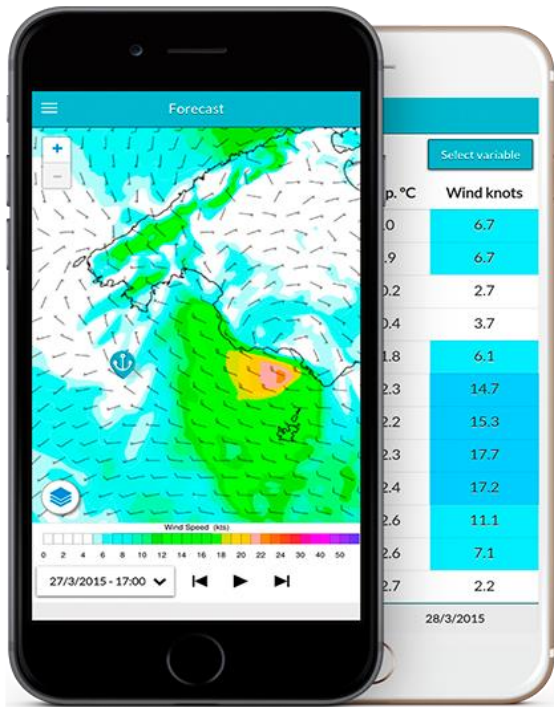 Forecast
+
−
Wind Speed (kts)
0 2 4 6 8 10 12 14 16 18 20 22 24 30 40 50
27/3/2015 - 17:00
Select variable
p. °C Wind knots
.0 6.7
.9 6.7
0.2 2.7
0.4 3.7
1.8 6.1
2.3 14.7
2.2 15.3
2.3 17.7
2.4 17.2
2.6 11.1
2.6 7.1
2.7 2.2
28/3/2015